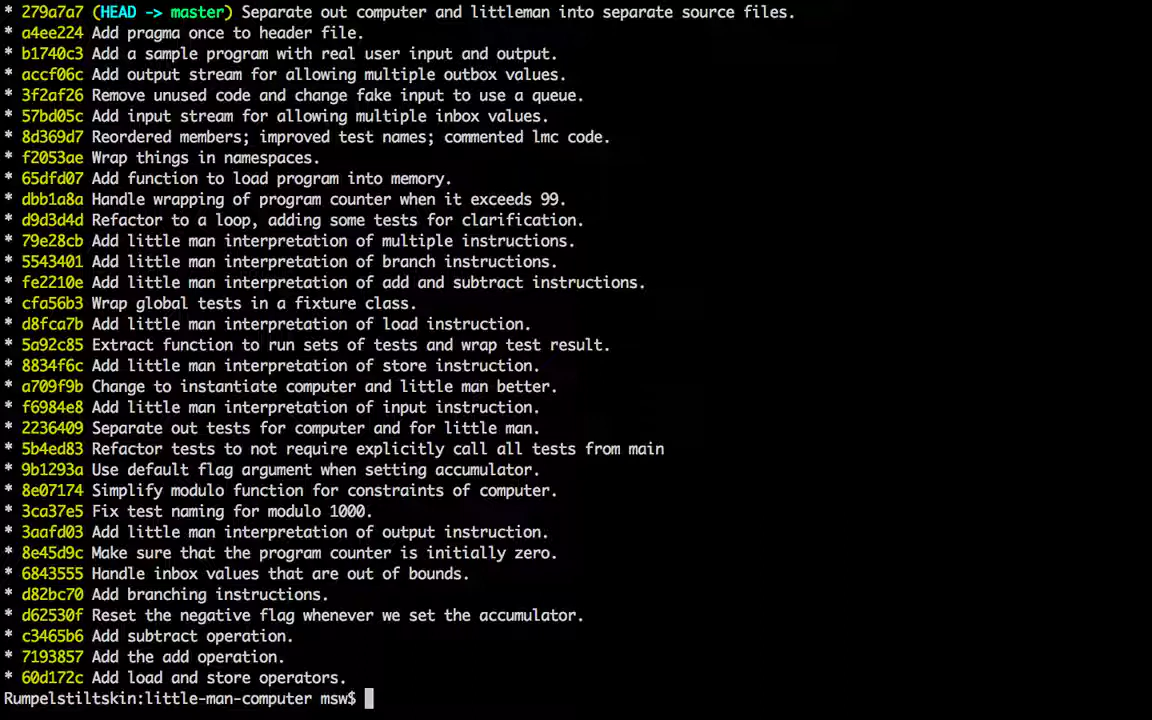 * 279a7a7 (HEAD -> master) Separate out computer and littleman into separate source files.
* a4ee224 Add pragma once to header file.
* b1740c3 Add a sample program with real user input and output.
* accf06c Add output stream for allowing multiple outbox values.
* 3f2af26 Remove unused code and change fake input to use a queue.
* 57bd05c Add input stream for allowing multiple inbox values.
* 8d369d7 Reordered members; improved test names; commented lmc code.
* f2053ae Wrap things in namespaces.
* 65dfd07 Add function to load program into memory.
* dbb1a8a Handle wrapping of program counter when it exceeds 99.
* d9d3d4d Refactor to a loop, adding some tests for clarification.
* 79e28cb Add little man interpretation of multiple instructions.
* 5543401 Add little man interpretation of branch instructions.
* fe2210e Add little man interpretation of add and subtract instructions.
* cfa56b3 Wrap global tests in a fixture class.
* d8fca7b Add little man interpretation of load instruction.
* 5a92c85 Extract function to run sets of tests and wrap test result.
* 8834f6c Add little man interpretation of store instruction.
* a709f9b Change to instantiate computer and little man better.
* f6984e8 Add little man interpretation of input instruction.
* 2236409 Separate out tests for computer and for little man.
* 5b4ed83 Refactor tests to not require explicitly call all tests from main
* 9b1293a Use default flag argument when setting accumulator.
* 8e07174 Simplify modulo function for constraints of computer.
* 3ca37e5 Fix test naming for modulo 1000.
* 3aafd03 Add little man interpretation of output instruction.
* 8e45d9c Make sure that the program counter is initially zero.
* 6843555 Handle inbox values that are out of bounds.
* d82bc70 Add branching instructions.
* d62530f Reset the negative flag whenever we set the accumulator.
* c3465b6 Add subtract operation.
* 7193857 Add the add operation.
* 60d172c Add load and store operators.
Rumpelstiltskin:little-man-computer msw$